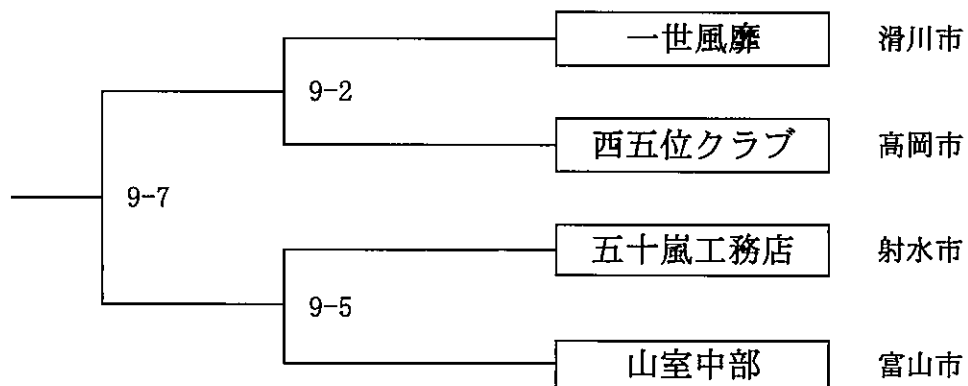 一世風靡 滑川市
9-2
西五位クラブ 高岡市
9-7
五十嵐工務店 射水市
9-5
山室中部 富山市